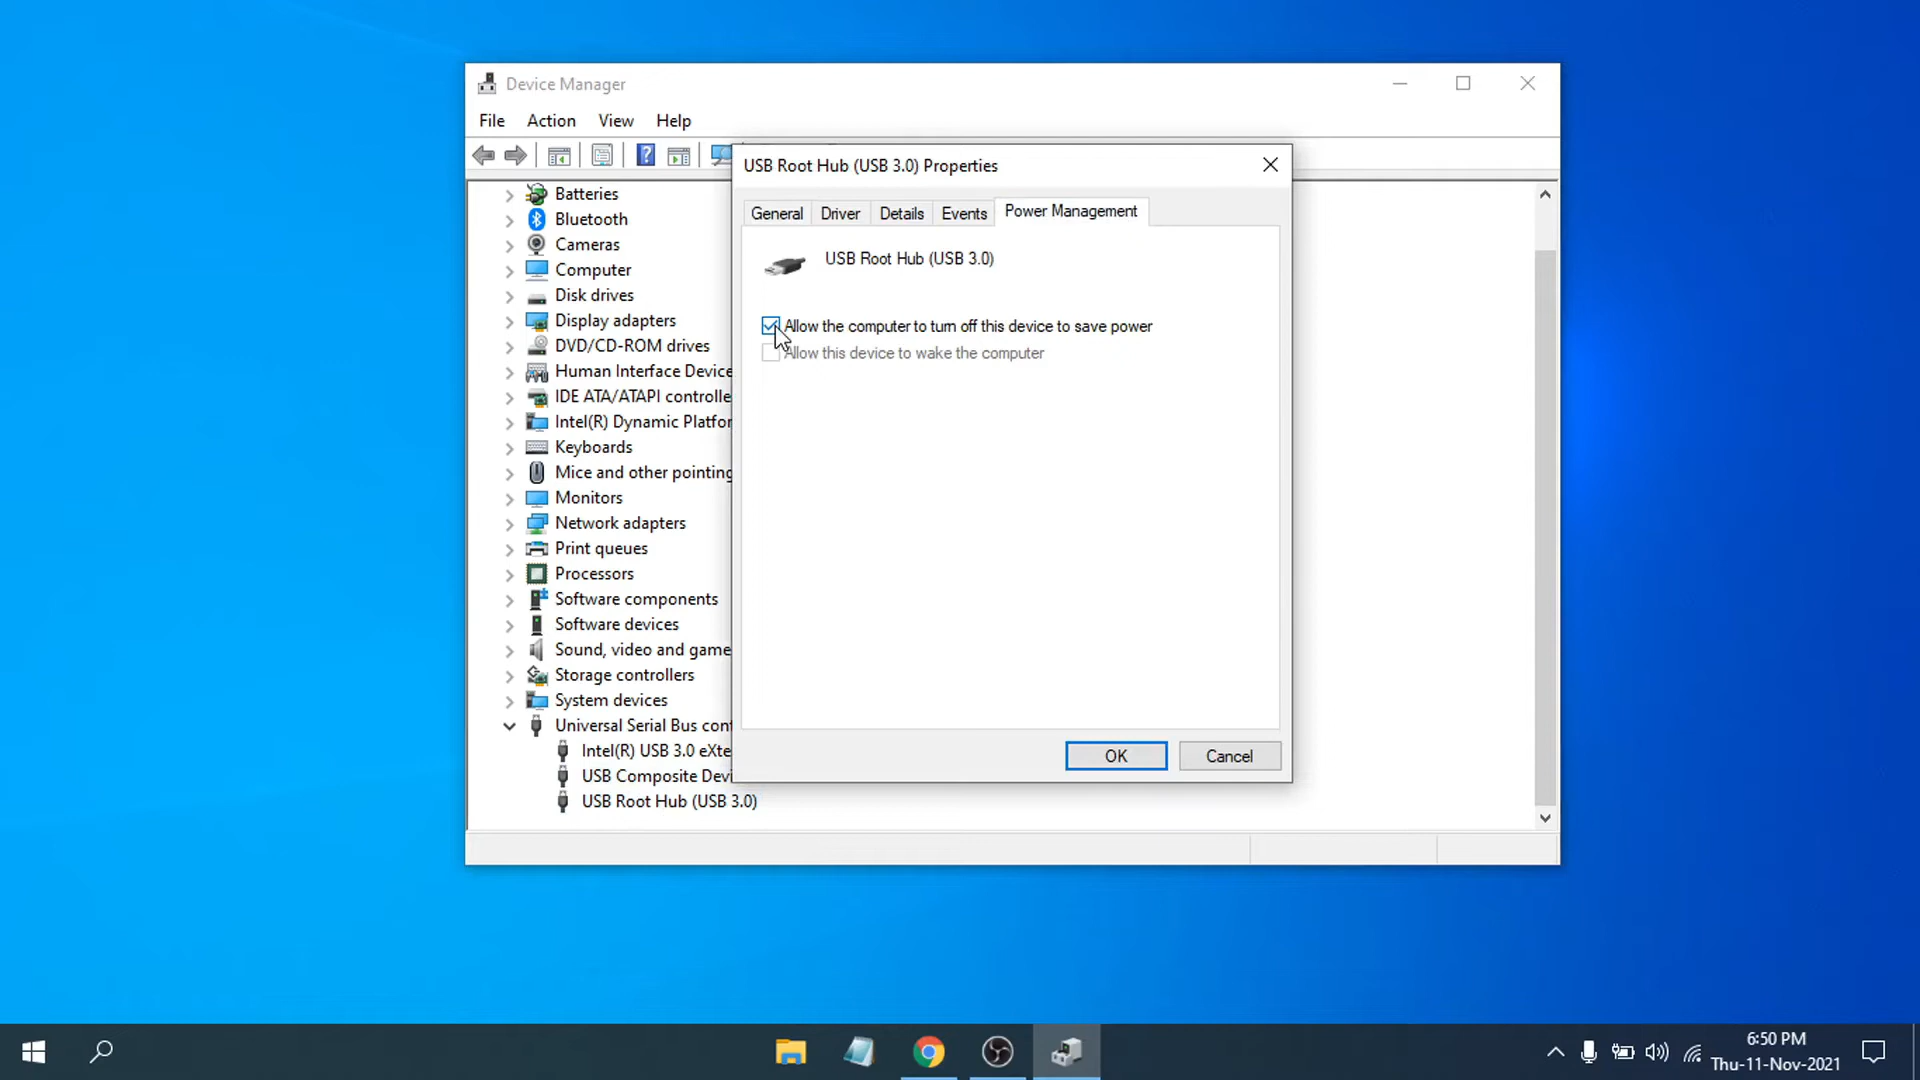 Device Manager
File Action View Help
USB Root Hub (USB 3.0) Properties
General Driver Details Events Power Management
USB Root Hub (USB 3.0)
Allow the computer to turn off this device to save power
Allow this device to wake the computer
OK Cancel
Batteries
Bluetooth
Cameras
Computer
Disk drives
Display adapters
DVD/CD-ROM drives
Human Interface Device
IDE ATA/ATAPI controlle
Intel(R) Dynamic Platfor
Keyboards
Mice and other pointing
Monitors
Network adapters
Print queues
Processors
Software components
Software devices
Sound, video and game
Storage controllers
System devices
Universal Serial Bus con
Intel(R) USB 3.0 eXte
USB Composite Devi
USB Root Hub (USB 3.0)
6:50 PM
Thu-11-Nov-2021